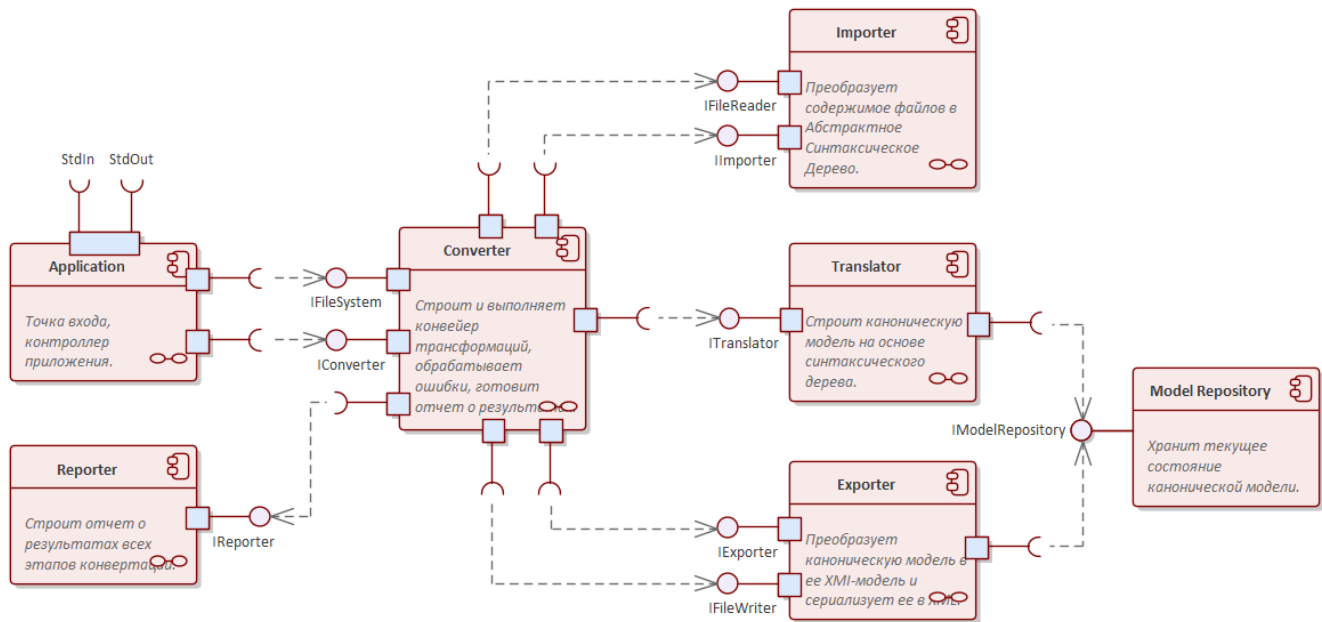 Importer
Преобразует
содержимое файлов в
Абстрактное
Синтаксическое
Дерево.
IFileReader
IImporter
StdIn
StdOut
Application
Точка входа,
контроллер
приложения.
IFileSystem
IConverter
Converter
Строит и выполняет
конвейер
трансформаций,
обрабатывает
ошибки, готовит
отчет о
ITranslator
Translator
Строит каноническую
модель на основе
синтаксического
дерева.
IModelRepository
Model Repository
Хранит текущее
состояние
канонической модели.
Reporter
Строит отчет о
результатах всех
этапов конвертации.
IReporter
IExporter
IFileWriter
Exporter
Преобразует
каноническую модель в
ее XMI-модель и
сериализует ее в